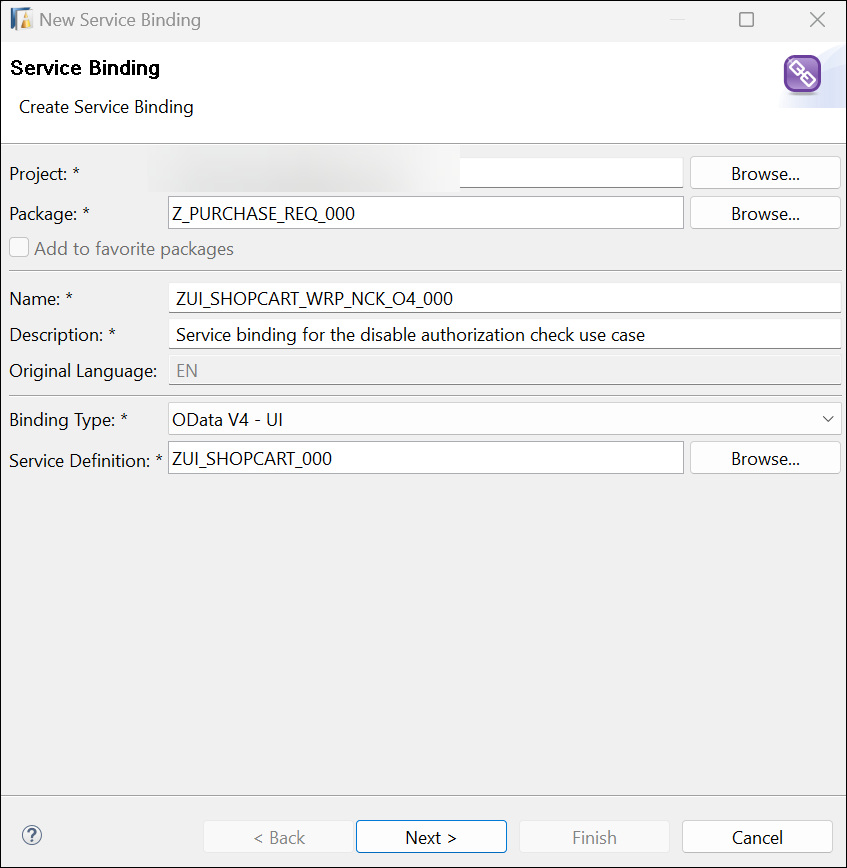 New Service Binding
Service Binding
Create Service Binding
Project: *
Browse...
Package: *
Z_PURCHASE_REQ_000
Browse...
Add to favorite packages
Name: *
ZUI_SHOPCART_WRP_NCK_O4_000
Description: *
Service binding for the disable authorization check use case
Original Language:
EN
Binding Type: *
OData V4 - UI
Service Definition: *
ZUI_SHOPCART_000
Browse...
?
< Back
Next >
Finish
Cancel